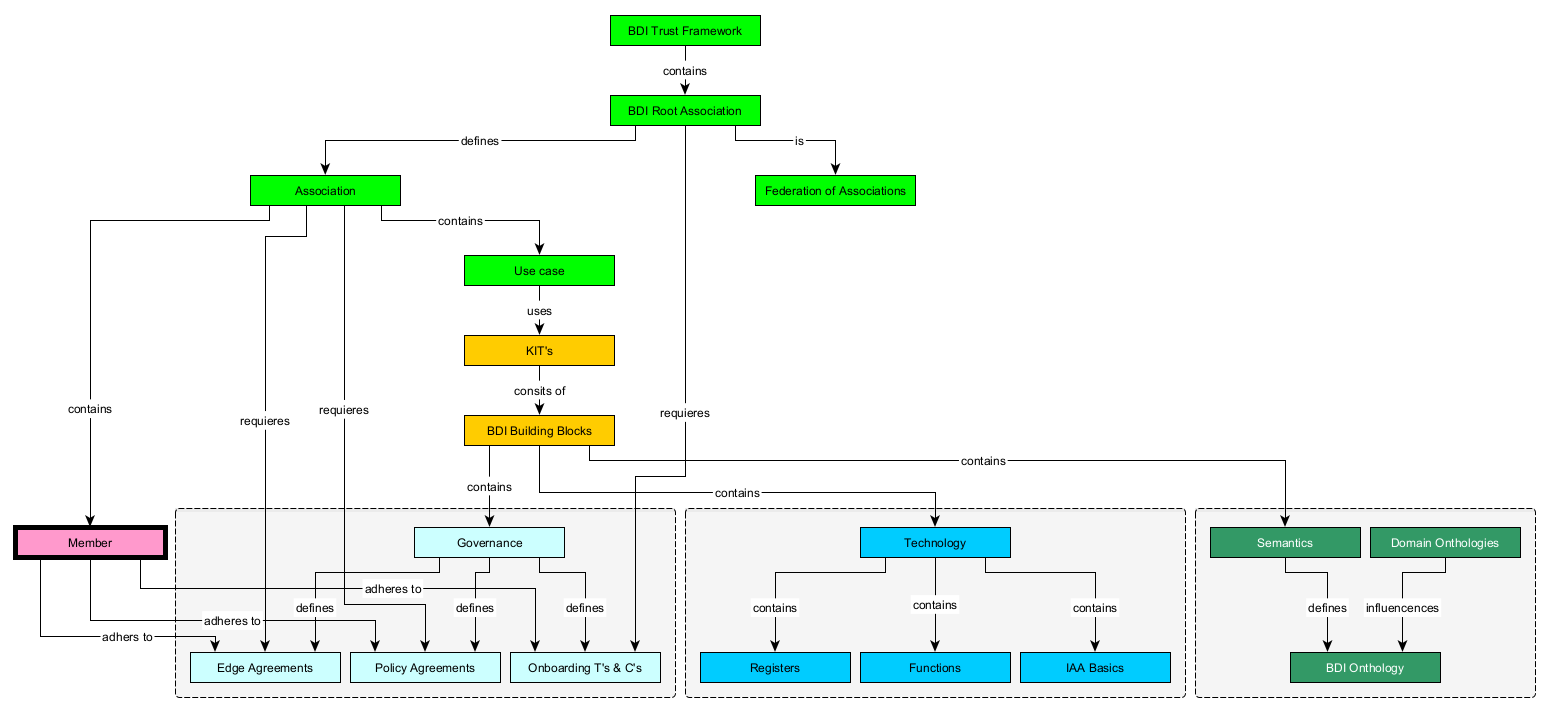 BDI Trust Framework
contains
BDI Root Association
defines
is
Association
Federation of Associations
contains
Use case
uses
KIT's
consits of
contains
requieres
requieres
requieres
BDI Building Blocks
contains
contains
contains
Member
Governance
Technology
Semantics
Domain Onthologies
adheres to
defines
defines
defines
contains
contains
contains
defines
influencences
adheres to
adhers to
Edge Agreements
Policy Agreements
Onboarding T's & C's
Registers
Functions
IAA Basics
BDI Onthology